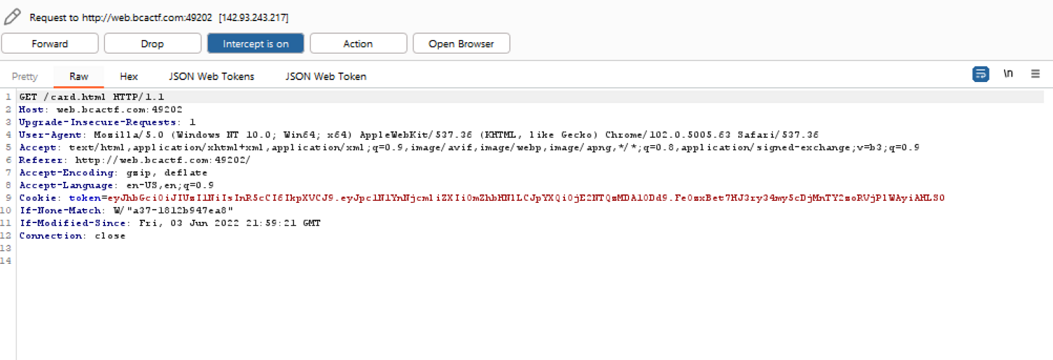 Request to http://web.bcactf.com:49202 [142.93.243.217]
Forward Drop Intercept is on Action Open Browser
Pretty Raw Hex JSON Web Tokens JSON Web Token \n
1 GET /card.html HTTP/1.1
2 Host: web.bcactf.com:49202
3 Upgrade-Insecure-Requests: 1
4 User-Agent: Mozilla/5.0 (Windows NT 10.0; Win64; x64) AppleWebKit/537.36 (KHTML, like Gecko) Chrome/102.0.5005.63 Safari/537.36
5 Accept: text/html,application/xhtml+xml,application/xml;q=0.9,image/avif,image/webp,image/apng,*/*;q=0.8,application/signed-exchange;v=b3;q=0.9
6 Referer: http://web.bcactf.com:49202/
7 Accept-Encoding: gzip, deflate
8 Accept-Language: en-US,en;q=0.9
9 Cookie: token=
10 If-None-Match: W/"a37-1812b947ea8"
11 If-Modified-Since: Fri, 03 Jun 2022 21:59:21 GMT
12 Connection: close
13
14